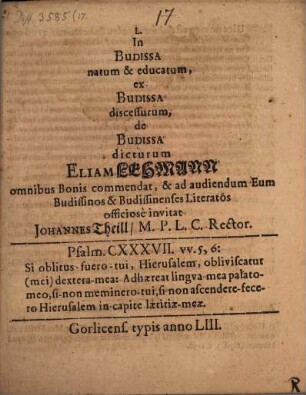 17
L.
In
BUDISSA
natum & educatum,
ex
BUDISSA
discessurum,
de
BUDISSA
dicturum
ELIAM LEHMANN
omnibus Bonis commendat, & ad audiendum Eum
Budissinos & Budissinenses Literatôs
officiosè invitat
JOHANNES Theill / M. P. L. C. Rector.
Psalm. CXXXVII. vv. 5, 6:
Si oblitus-fuero-tui, Hierusalem, obliviscatur
(mei) dextera-mea: Adhæreat lingva-mea palato-
meo, si-non meminero-tui, si-non ascendere-fece-
ro Hierusalem in-capite lætitiæ-meæ.
Gorlicens. typis anno LIII.
R